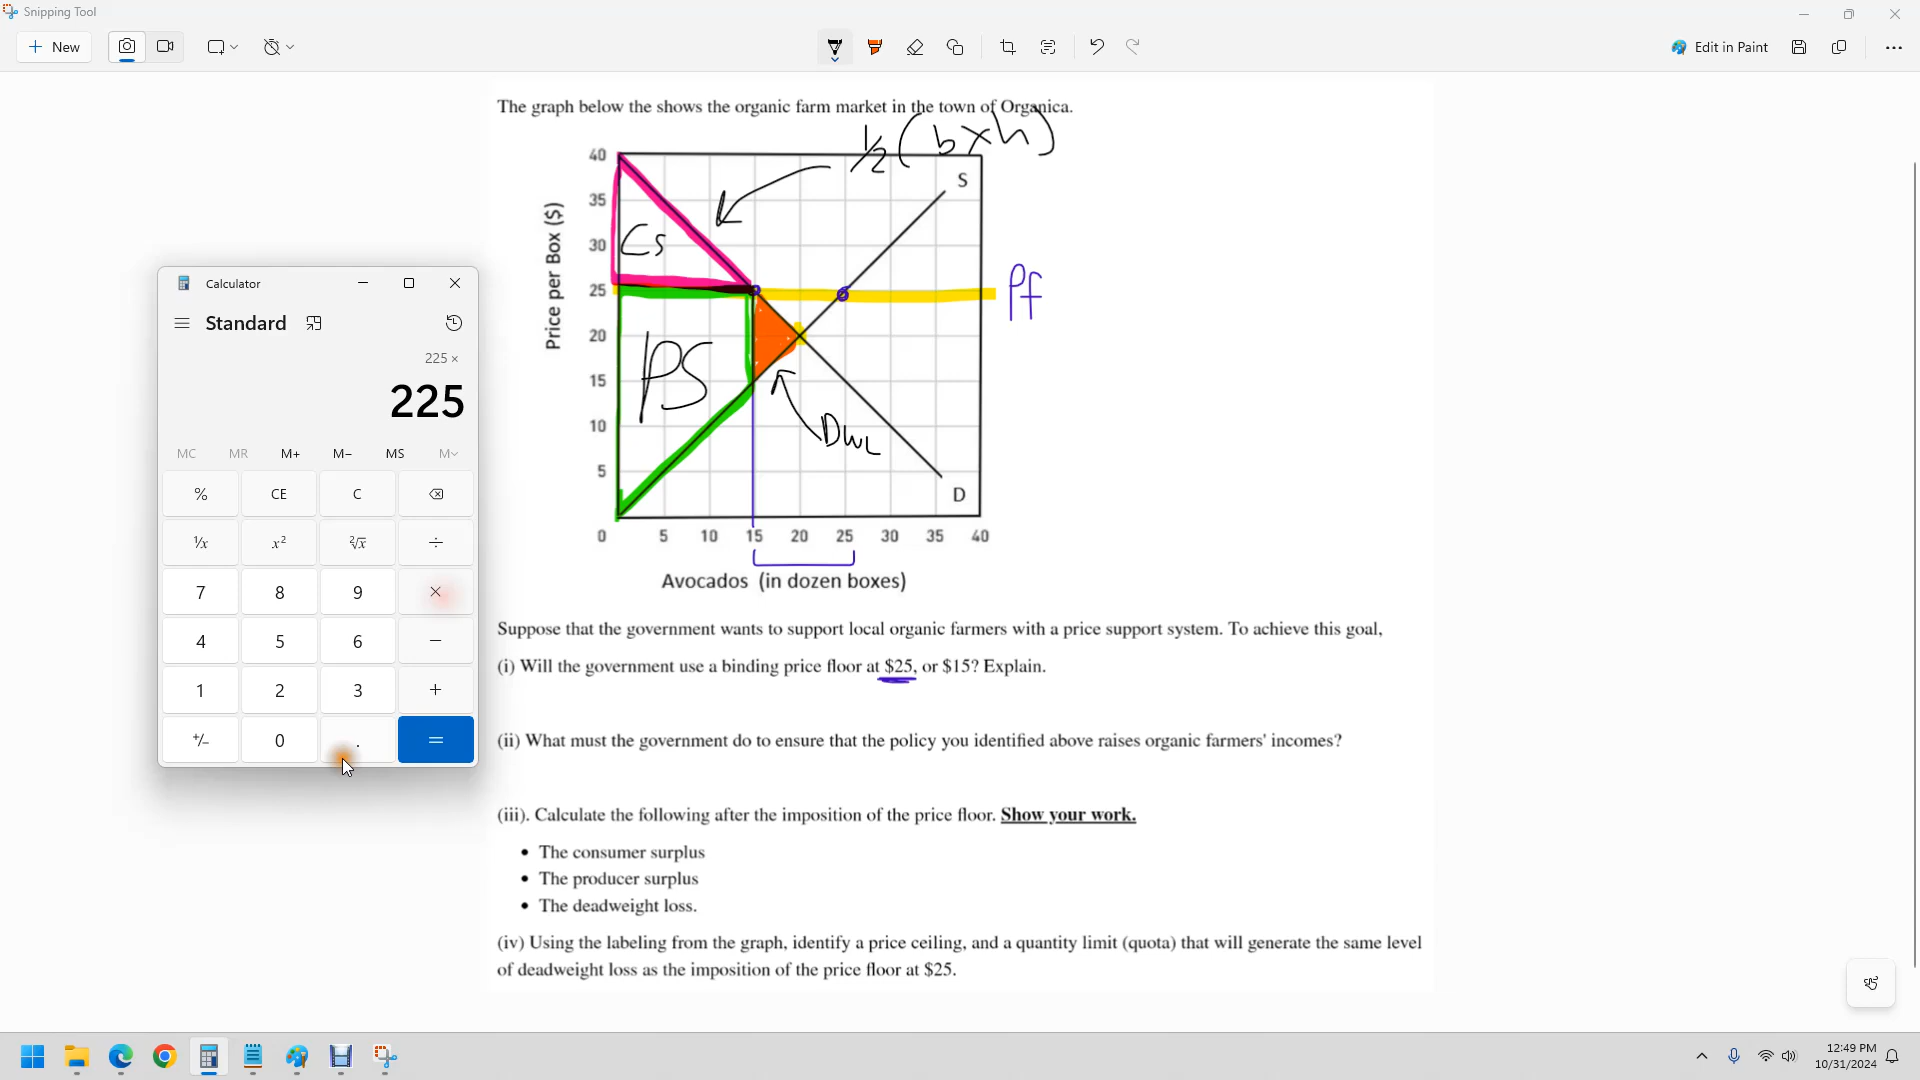 Snipping Tool
New
Edit in Paint
The graph below the shows the organic farm market in the town of Organica.
1/2 (b x h)
40
S
35
Price per Box ($)
Cs
30
25
Pf
20
PS
15
10
DWL
5
D
0 5 10 15 20 25 30 35 40
Avocados (in dozen boxes)
Calculator
Standard
225 ×
225
MC MR M+ M− MS M
% CE C
1/x x² ²√x ÷
7 8 9 ×
4 5 6 −
1 2 3 +
+/− 0 . =
Suppose that the government wants to support local organic farmers with a price support system. To achieve this goal,
(i) Will the government use a binding price floor at $25, or $15? Explain.
(ii) What must the government do to ensure that the policy you identified above raises organic farmers' incomes?
(iii). Calculate the following after the imposition of the price floor. Show your work.
• The consumer surplus
• The producer surplus
• The deadweight loss.
(iv) Using the labeling from the graph, identify a price ceiling, and a quantity limit (quota) that will generate the same level
of deadweight loss as the imposition of the price floor at $25.
12:49 PM
10/31/2024